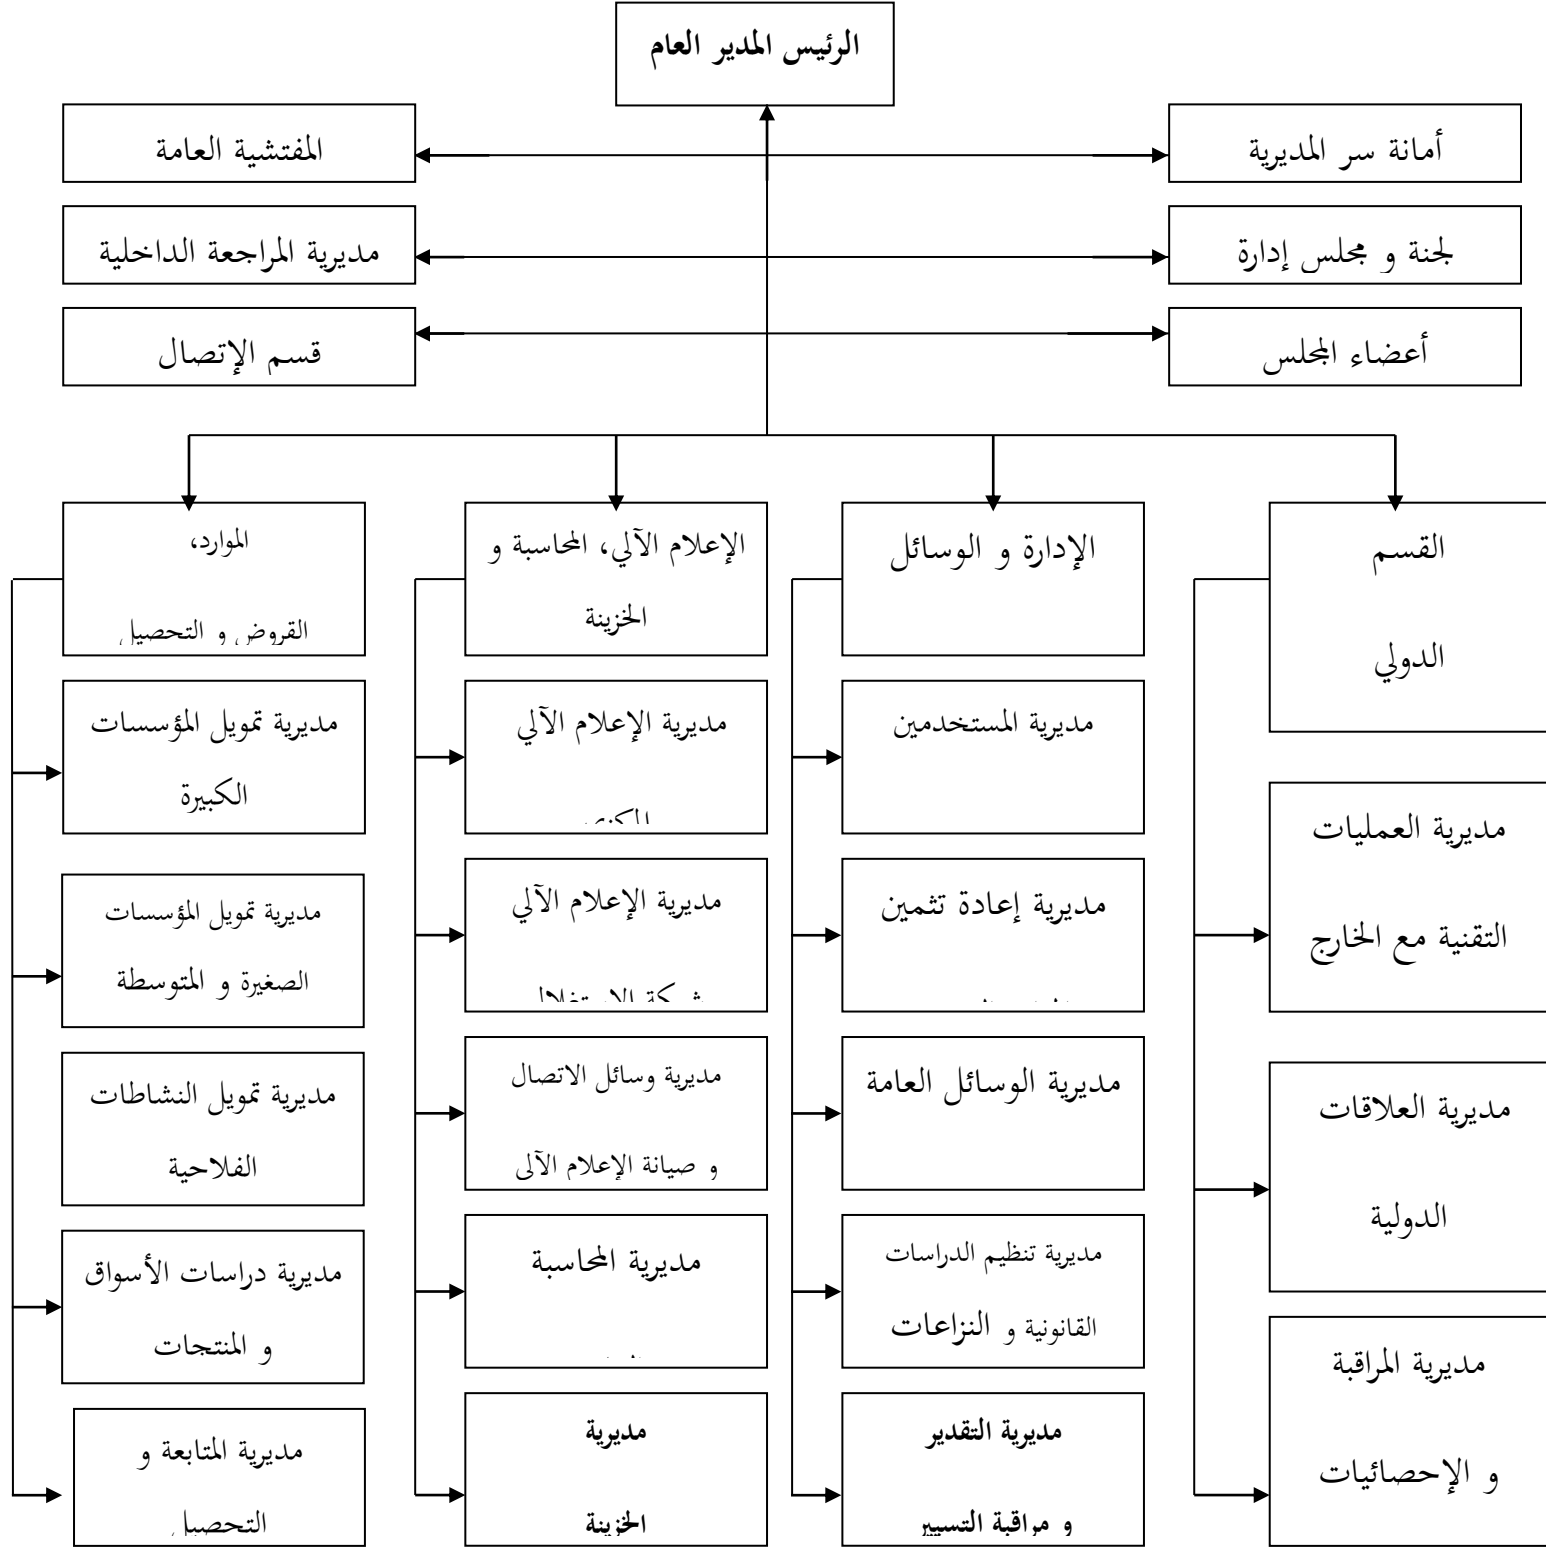 الرئيس المدير العام
أمانة سر المديرية
المفتشية العامة
لجنة و مجلس إدارة
مديرية المراجعة الداخلية
أعضاء المجلس
قسم الإتصال
القسم
الدولي
الإدارة و الوسائل
الإعلام الآلي، المحاسبة و
الخزينة
الموارد،
القروض و التحصيل
مديرية العمليات
التقنية مع الخارج
مديرية العلاقات
الدولية
مديرية المراقبة
و الإحصائيات
مديرية المستخدمين
مديرية إعادة تثمين
مديرية الوسائل العامة
مديرية تنظيم الدراسات
القانونية و النزاعات
مديرية التقدير
و مراقبة التسيير
مديرية الإعلام الآلي
مديرية الإعلام الآلي
شبكة الاستغلال
مديرية وسائل الاتصال
و صيانة الإعلام الآلي
مديرية المحاسبة
مديرية
الخزينة
مديرية تمويل المؤسسات
الكبيرة
مديرية تمويل المؤسسات
الصغيرة و المتوسطة
مديرية تمويل النشاطات
الفلاحية
مديرية دراسات الأسواق
و المنتجات
مديرية المتابعة و
التحصيل